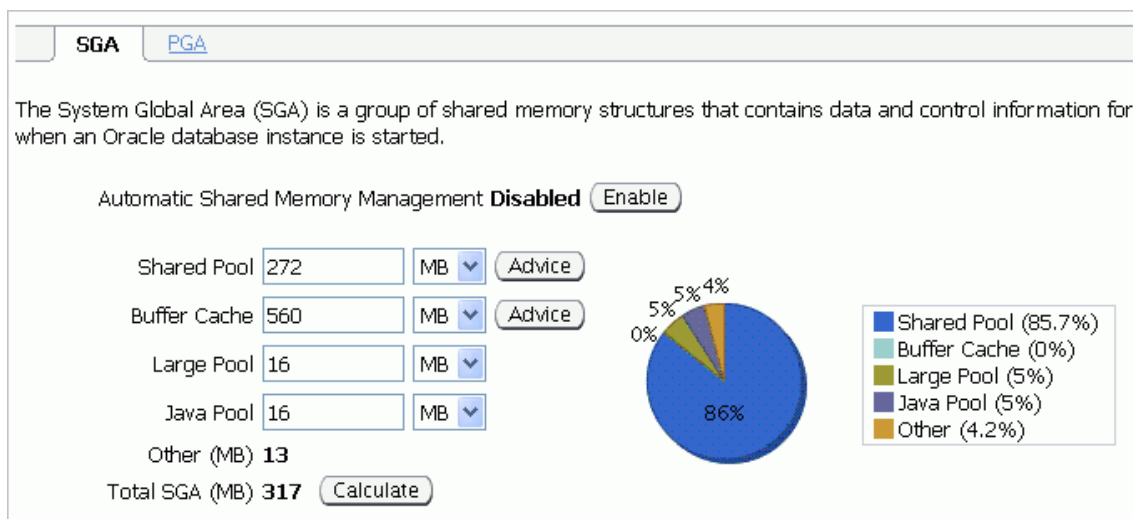 SGA PGA
The System Global Area (SGA) is a group of shared memory structures that contains data and control information for
when an Oracle database instance is started.
Automatic Shared Memory Management Disabled Enable
Shared Pool 272 MB Advice
Buffer Cache 560 MB Advice
Large Pool 16 MB
Java Pool 16 MB
Other (MB) 13
Total SGA (MB) 317 Calculate
0%
5%
5%
4%
86%
Shared Pool (85.7%)
Buffer Cache (0%)
Large Pool (5%)
Java Pool (5%)
Other (4.2%)